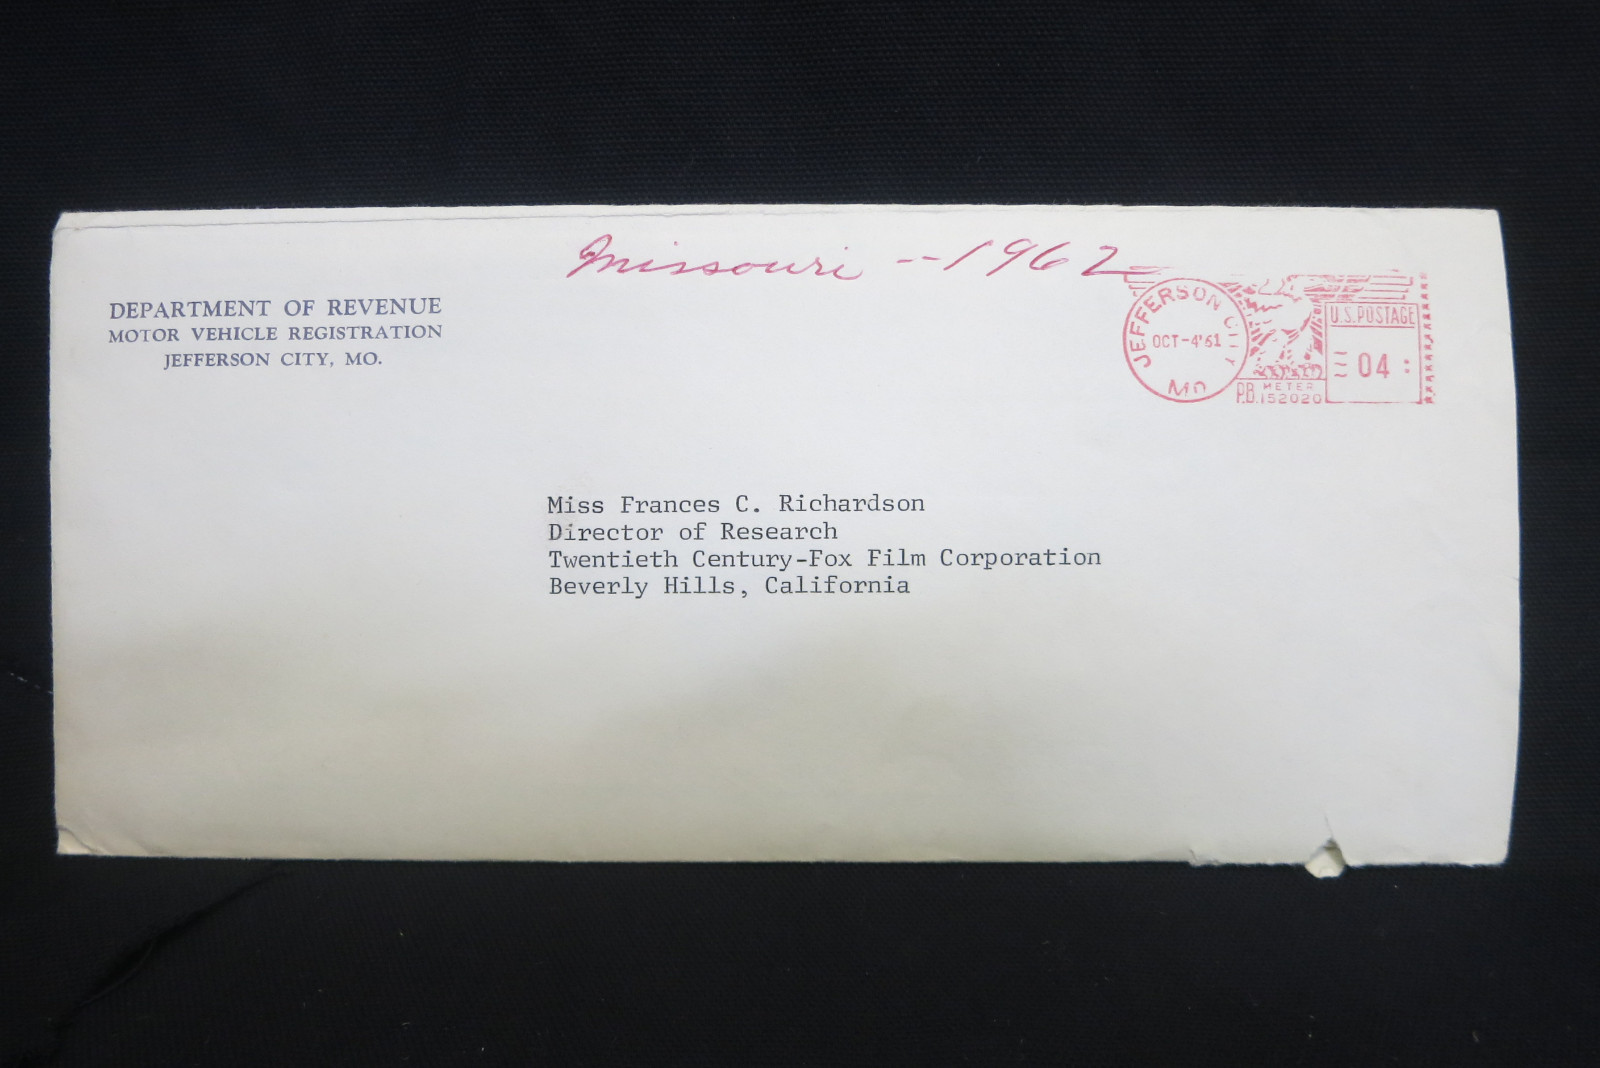 Missouri -- 1962
DEPARTMENT OF REVENUE
MOTOR VEHICLE REGISTRATION
JEFFERSON CITY, MO.
JEFFERSON CITY
OCT-4'61
MO
P.B. METER
152020
U.S. POSTAGE
04
Miss Frances C. Richardson
Director of Research
Twentieth Century-Fox Film Corporation
Beverly Hills, California